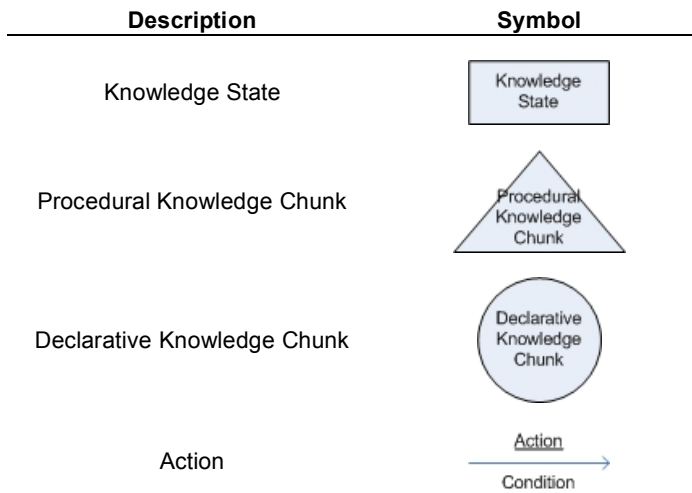 Description Symbol
Knowledge State
Knowledge
State
Procedural Knowledge Chunk
Procedural
Knowledge
Chunk
Declarative Knowledge Chunk
Declarative
Knowledge
Chunk
Action
Action
Condition